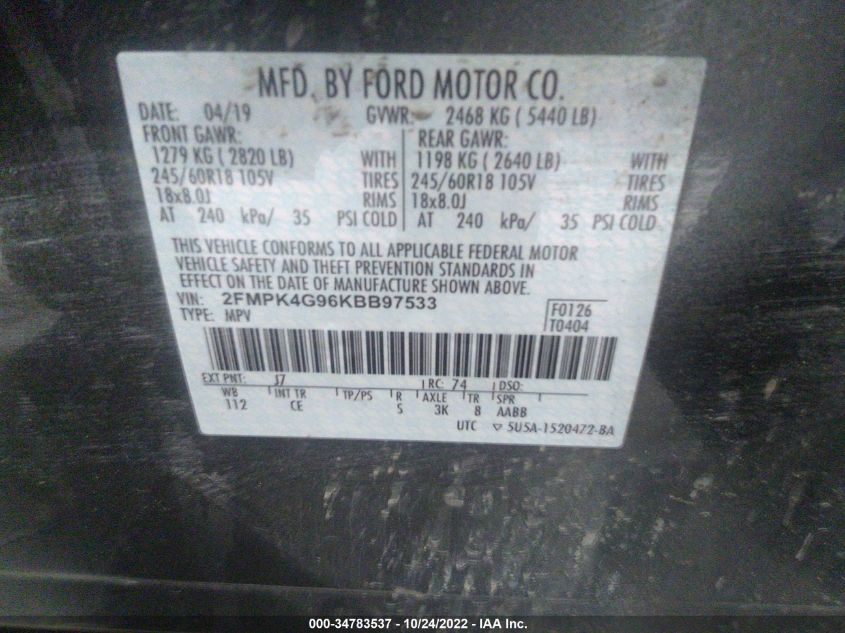 MFD. BY FORD MOTOR CO.
DATE: 04/19 GVWR: 2468 KG ( 5440 LB)
FRONT GAWR: REAR GAWR:
1279 KG ( 2820 LB) WITH 1198 KG ( 2640 LB) WITH
245/60R18 105V TIRES 245/60R18 105V TIRES
18x8.0J RIMS 18x8.0J RIMS
AT 240 kPa/ 35 PSI COLD AT 240 kPa/ 35 PSI COLD
THIS VEHICLE CONFORMS TO ALL APPLICABLE FEDERAL MOTOR
VEHICLE SAFETY AND THEFT PREVENTION STANDARDS IN
EFFECT ON THE DATE OF MANUFACTURE SHOWN ABOVE.
VIN: 2FMPK4G96KBB97533 F0126
TYPE: MPV T0404
EXT PNT: J7 RC: 74 DSO:
WB INT TR TP/PS R AXLE TR SPR
112 CE S 3K 8 AABB
UTC ▽ 5U5A-1520472-BA
000-34783537 - 10/24/2022 - IAA Inc.